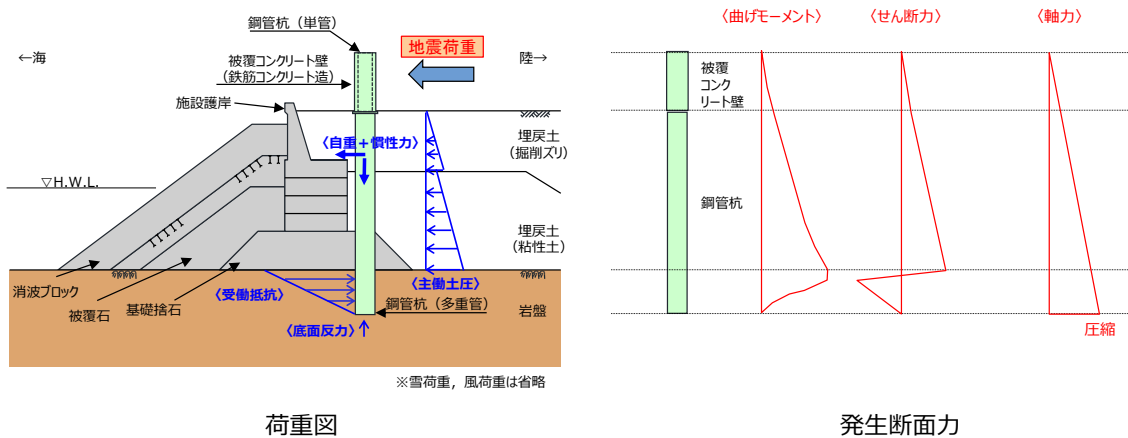 鋼管杭（単管）
地震荷重
←海
陸→
被覆コンクリート壁
（鉄筋コンクリート造）
施設護岸
〈自重＋慣性力〉
埋戻土
（掘削ズリ）
▽H.W.L.
埋戻土
（粘性土）
消波ブロック
被覆石
基礎捨石
〈受働抵抗〉
〈主働土圧〉
鋼管杭（多重管）
岩盤
〈底面反力〉
※雪荷重，風荷重は省略
荷重図
〈曲げモーメント〉
〈せん断力〉
〈軸力〉
被覆
コンク
リート壁
鋼管杭
圧縮
発生断面力